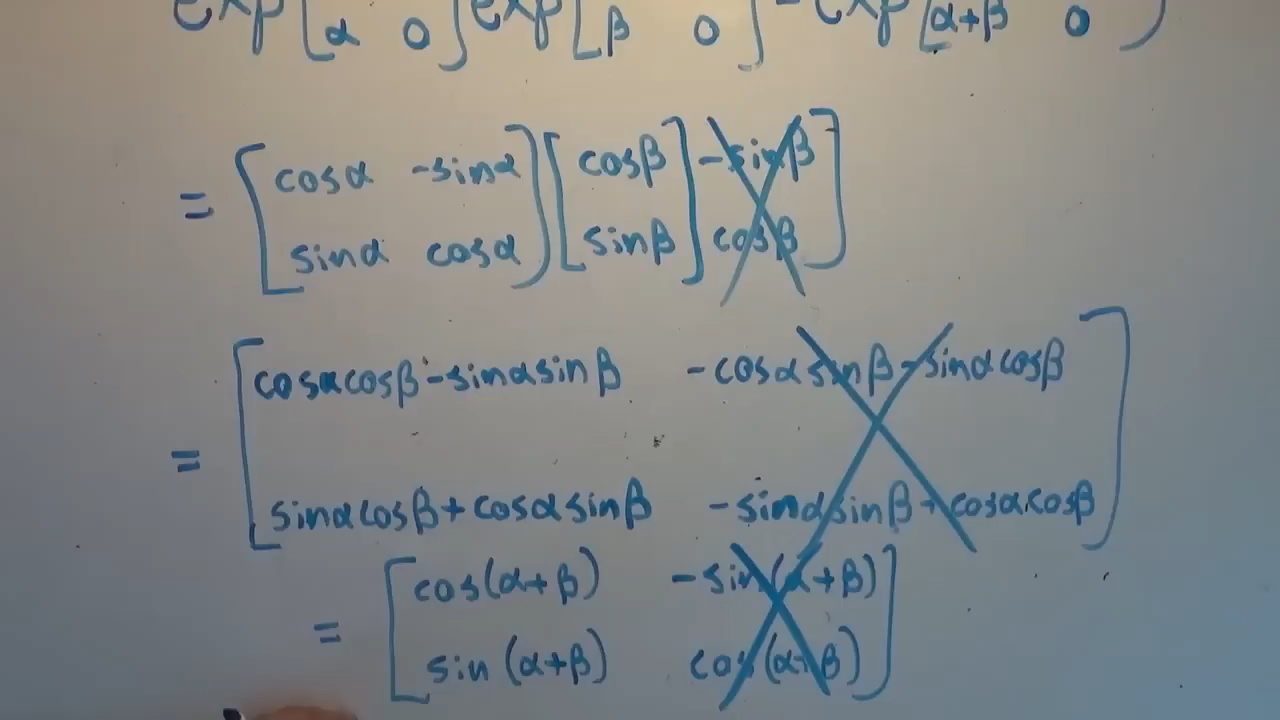 exp[α 0] exp[β 0] = exp[α+β 0]
= [cosα -sinα] [cosβ] -sinβ]
[sinα cosα] [sinβ] cosβ]
= [cosαcosβ-sinαsinβ -cosαsinβ-sinαcosβ]
[sinαcosβ+cosαsinβ -sinαsinβ+cosαcosβ]
= [cos(α+β) -sin(α+β)]
[sin(α+β) cos(α+β)]